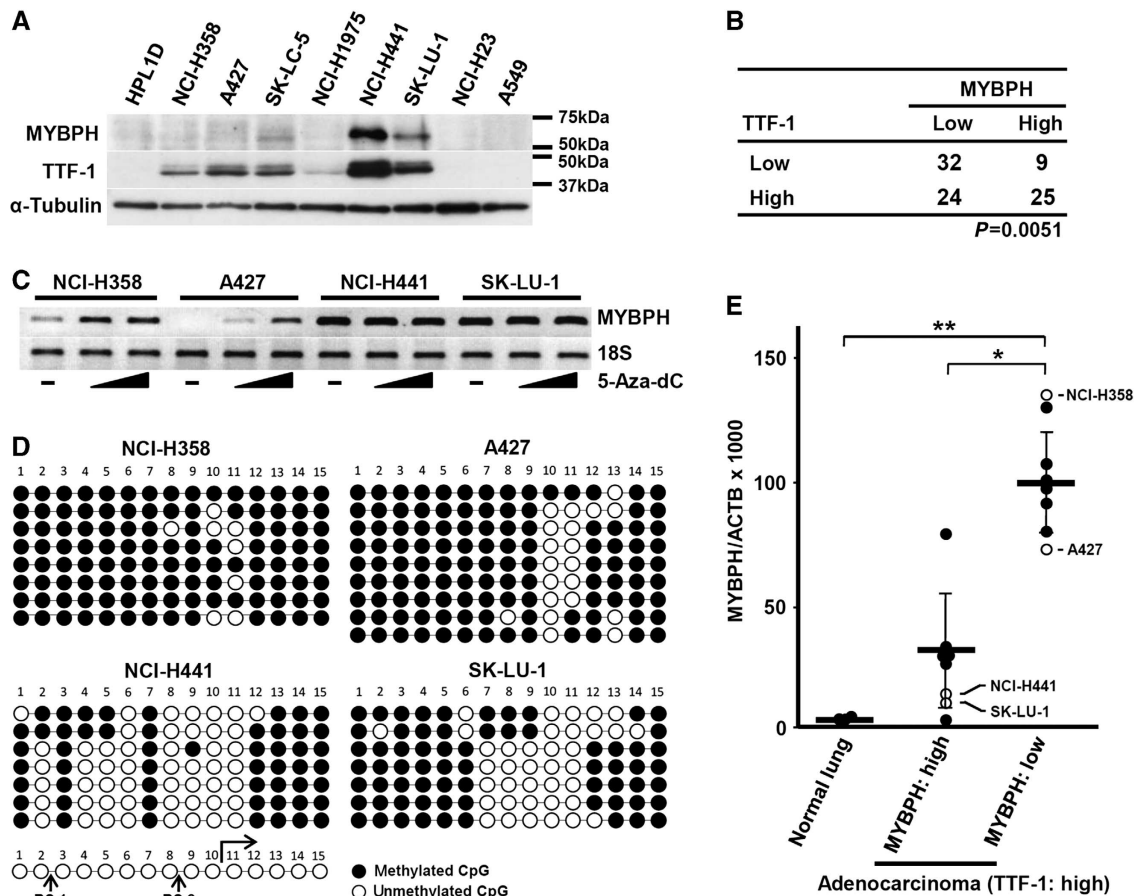 A
HPL1D NCI-H358 A427 SK-LC-5 NCI-H1975 NCI-H441 SK-LU-1 NCI-H23 A549
MYBPH
75kDa
50kDa
TTF-1
50kDa
37kDa
α-Tubulin
B
MYBPH
TTF-1 Low High
Low 32 9
High 24 25
P=0.0051
C
NCI-H358 A427 NCI-H441 SK-LU-1
MYBPH
18S
– – – – 5-Aza-dC
D
NCI-H358
1 2 3 4 5 6 7 8 9 10 11 12 13 14 15
A427
1 2 3 4 5 6 7 8 9 10 11 12 13 14 15
NCI-H441
1 2 3 4 5 6 7 8 9 10 11 12 13 14 15
SK-LU-1
1 2 3 4 5 6 7 8 9 10 11 12 13 14 15
1 2 3 4 5 6 7 8 9 10 11 12 13 14 15
Methylated CpG
Unmethylated CpG
E
MYBPH/ACTB x 1000
150
100
50
0
**
*
NCI-H358
A427
NCI-H441
SK-LU-1
Normal lung
MYBPH: high
MYBPH: low
Adenocarcinoma (TTF-1: high)